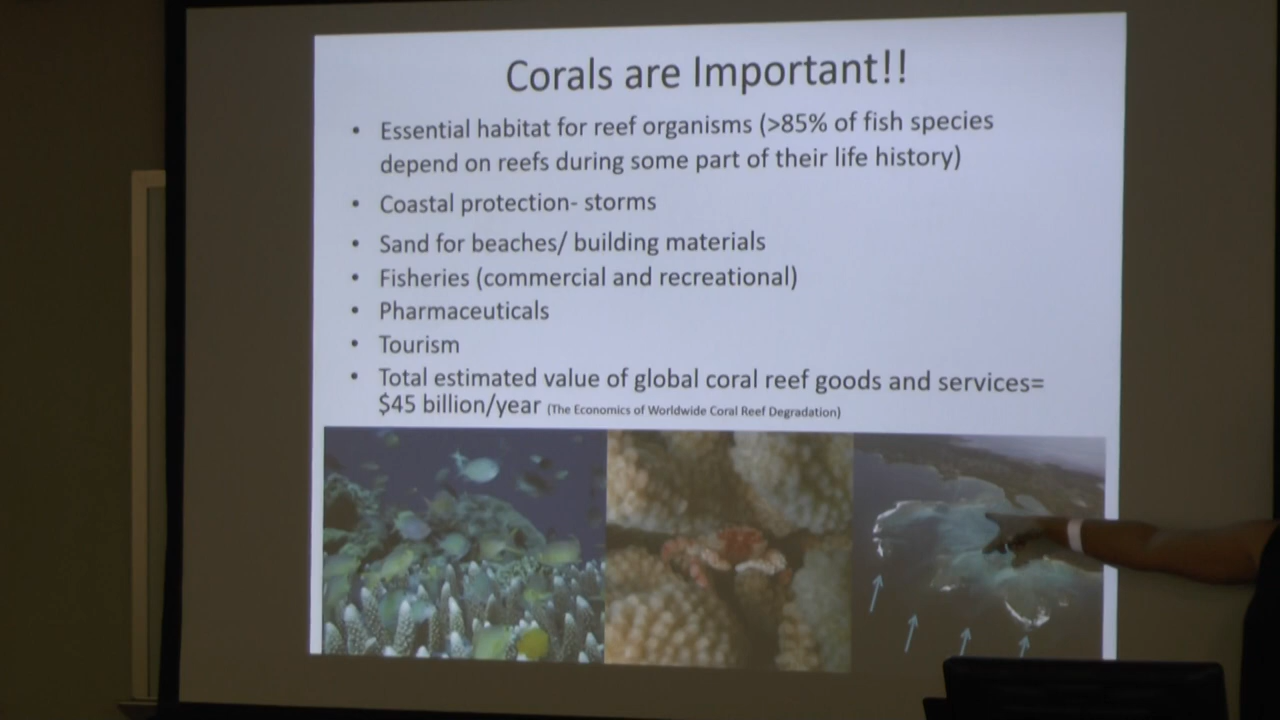 Corals are Important!!
• Essential habitat for reef organisms (>85% of fish species
depend on reefs during some part of their life history)
• Coastal protection- storms
• Sand for beaches/ building materials
• Fisheries (commercial and recreational)
• Pharmaceuticals
• Tourism
• Total estimated value of global coral reef goods and services=
$45 billion/year (The Economics of Worldwide Coral Reef Degradation)